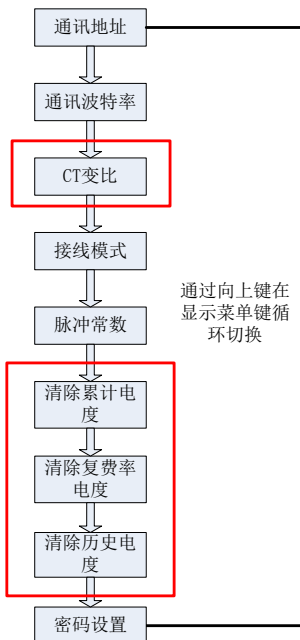 通讯地址
通讯波特率
CT变比
接线模式
通过向上键在
显示菜单键循
环切换
脉冲常数
清除累计电
度
清除复费率
电度
清除历史电
度
密码设置